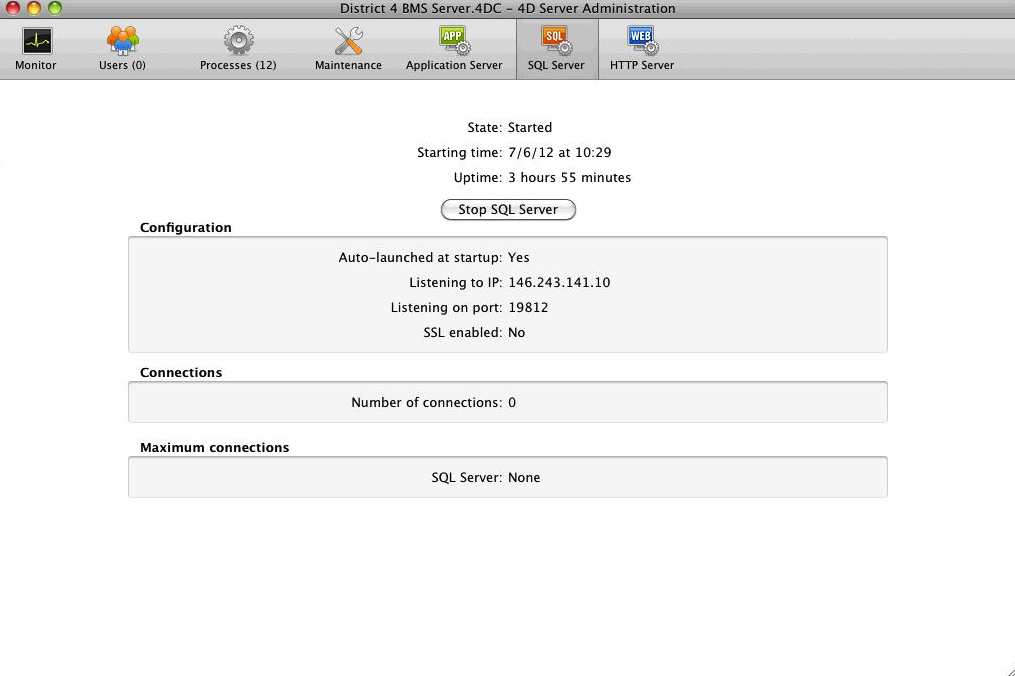 District 4 BMS Server.4DC - 4D Server Administration
APP SQL WEB
Monitor Users (0) Processes (12) Maintenance Application Server SQL Server HTTP Server
State: Started
Starting time: 7/6/12 at 10:29
Uptime: 3 hours 55 minutes
Stop SQL Server
Configuration
Auto-launched at startup: Yes
Listening to IP: 146.243.141.10
Listening on port: 19812
SSL enabled: No
Connections
Number of connections: 0
Maximum connections
SQL Server: None